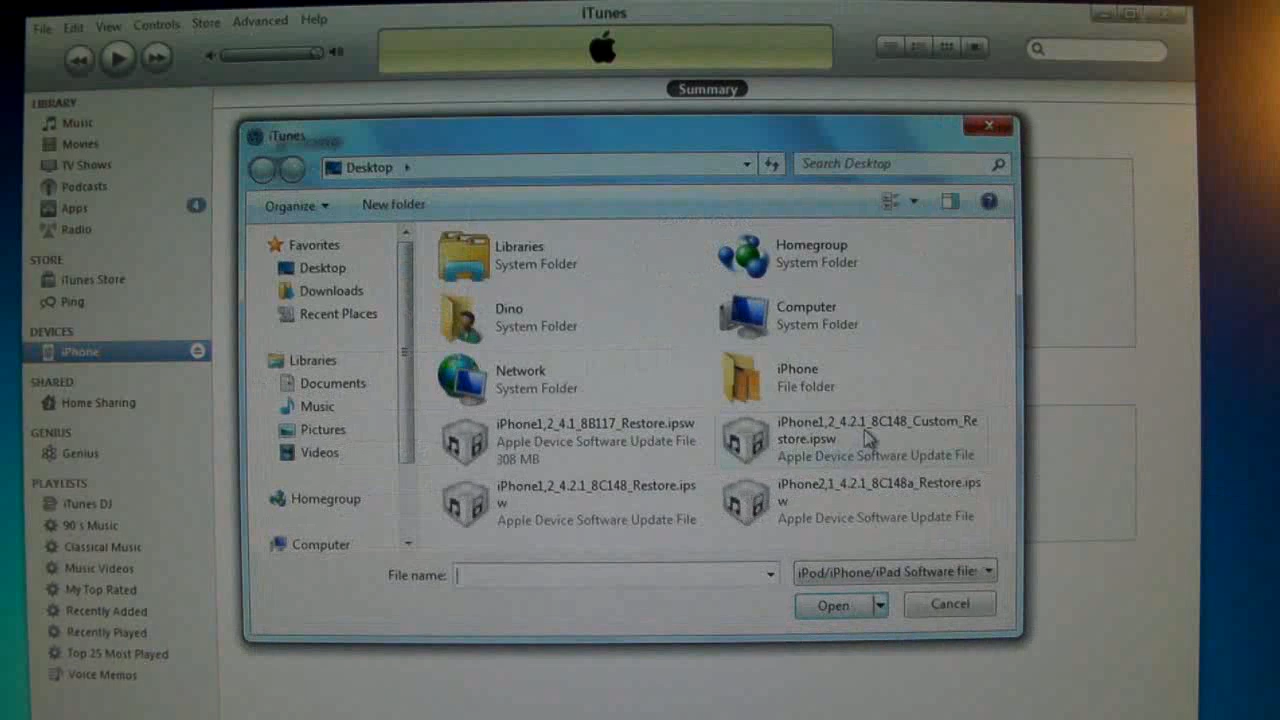 iTunes
File Edit View Controls Store Advanced Help
Summary
LIBRARY
Music
Movies
TV Shows
Podcasts
Apps 4
Radio
STORE
iTunes Store
Ping
DEVICES
iPhone
SHARED
Home Sharing
GENIUS
Genius
PLAYLISTS
iTunes DJ
90's Music
Classical Music
Music Videos
My Top Rated
Recently Added
Recently Played
Top 25 Most Played
Voice Memos
iTunes
Desktop
Search Desktop
Organize
New folder
Favorites
Desktop
Downloads
Recent Places
Libraries
Documents
Music
Pictures
Videos
Homegroup
Computer
Libraries
System Folder
Homegroup
System Folder
Dino
System Folder
Computer
System Folder
Network
System Folder
iPhone
File folder
iPhone1,2_4.1_8B117_Restore.ipsw
Apple Device Software Update File
308 MB
iPhone1,2_4.2.1_8C148_Custom_Re
store.ipsw
Apple Device Software Update File
iPhone1,2_4.2.1_8C148_Restore.ips
w
Apple Device Software Update File
iPhone2,1_4.2.1_8C148a_Restore.ips
w
Apple Device Software Update File
File name:
iPod/iPhone/iPad Software files
Open
Cancel